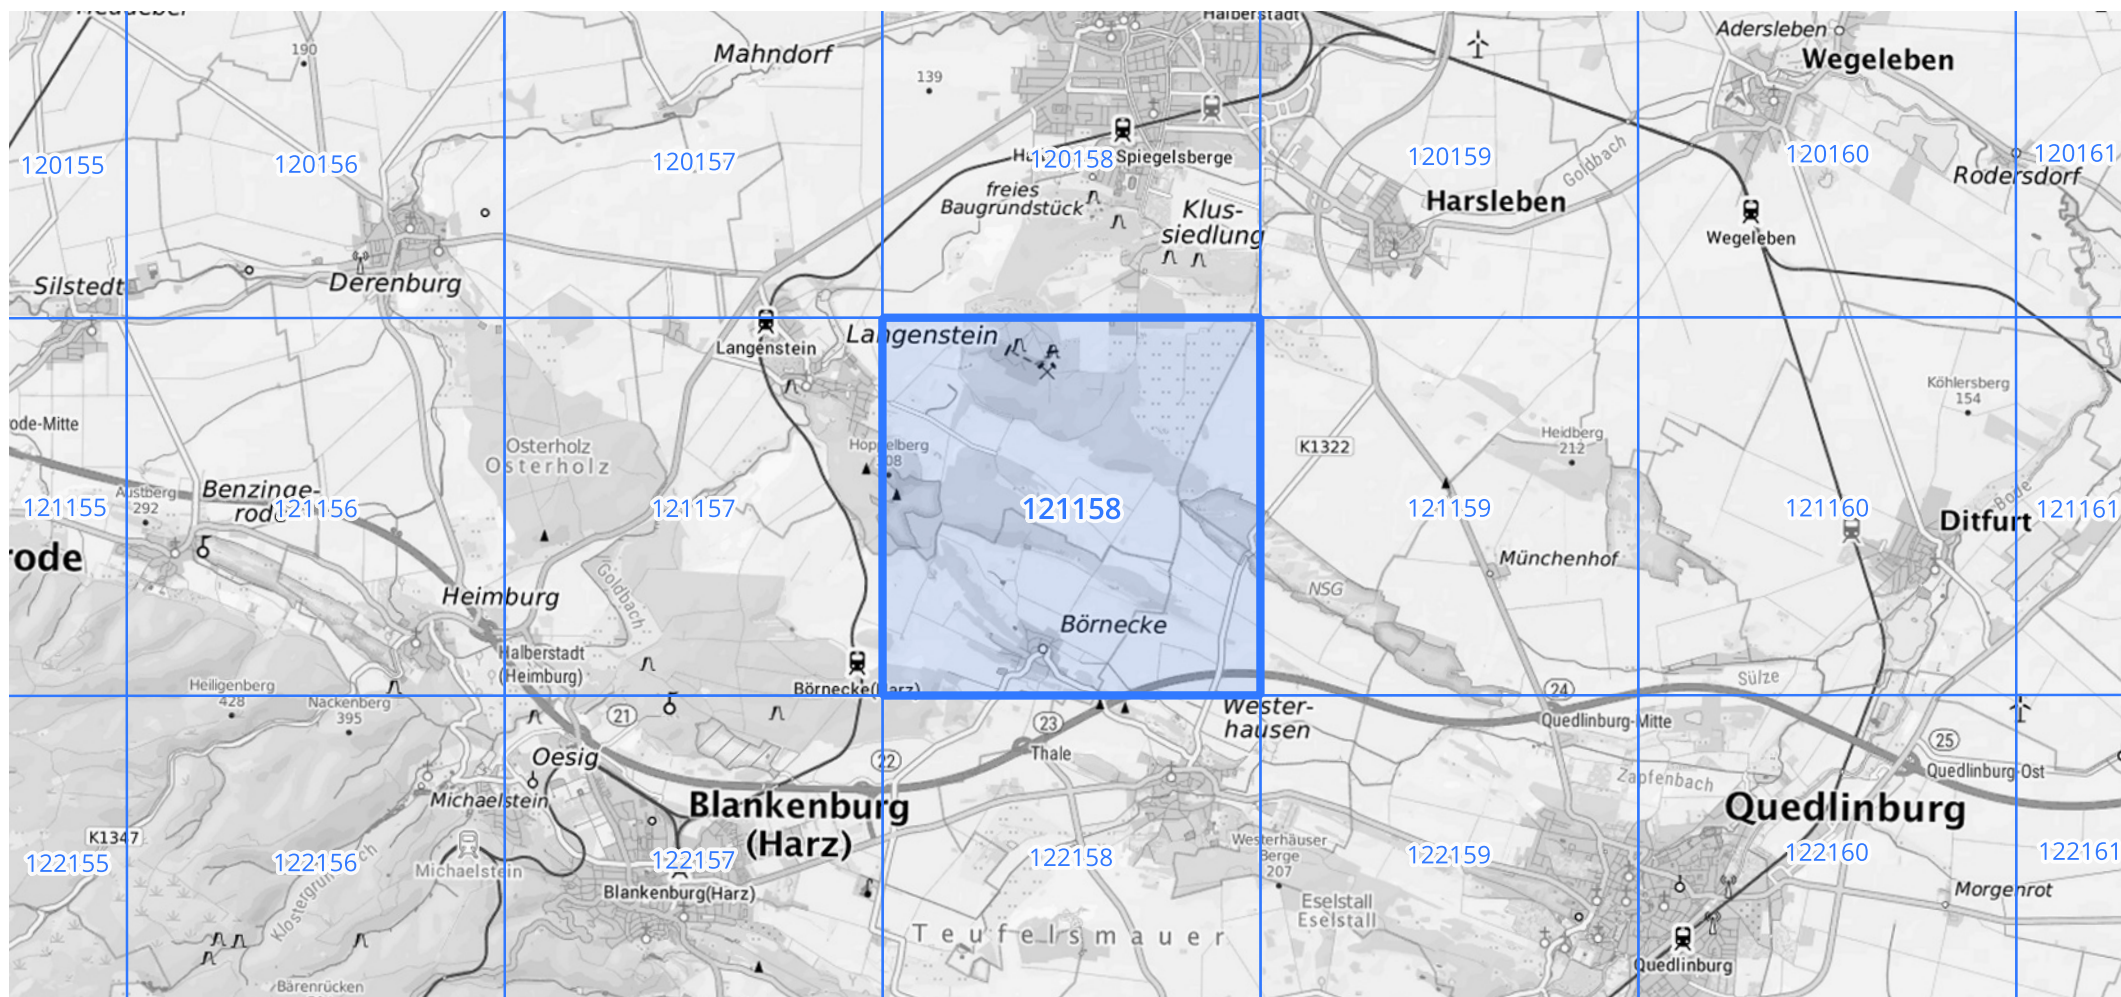 190
Mahndorf
Halberstadt
Adersleben
Wegeleben
139
120155
120156
120157
120158
Spiegelsberge
120159
Goldbach
120160
120161
Rodersdorf
freies
Baugrundstück
Klus-
siedlung
Harsleben
Wegeleben
Silstedt
Derenburg
Langenstein
Langenstein
Köhlersberg
154
ode-Mitte
Osterholz
Osterholz
Hoppelberg
308
K1322
Heidberg
212
Austberg
292
Benzinge-
rode
121155
121156
121157
121158
121159
121160
121161
Bode
Ditfurt
rode
Münchenhof
Heimburg
Goldbach
NSG
Börnecke
Halberstadt
(Heimburg)
Börnecke(Harz)
Heiligenberg
428
Nackenberg
395
Sülze
21
24
Wester-
hausen
23
Thale
22
Quedlinburg-Mitte
25
Quedlinburg-Ost
Oesig
Zapfenbach
Michaelstein
Blankenburg
(Harz)
Quedlinburg
K1347
Westerhäuser
Berge
207
122155
122156
122157
122158
122159
122160
122161
Michaelstein
Klostergrundbach
Blankenburg(Harz)
Morgenrot
Eselstall
Eselstall
Teufelsmauer
Quedlinburg
Bärenrücken